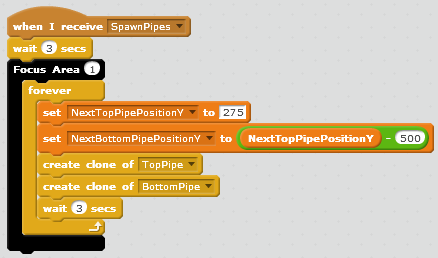 when I receive SpawnPipes
wait 3 secs
Focus Area 1
forever
set NextTopPipePositionY to 275
set NextBottomPipePositionY to NextTopPipePositionY - 500
create clone of TopPipe
create clone of BottomPipe
wait 3 secs